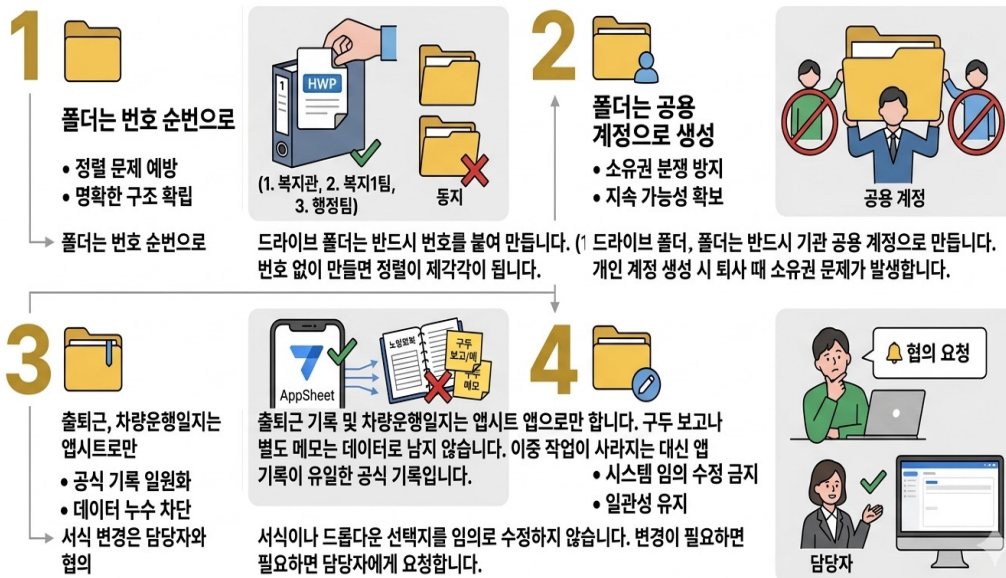 1
폴더는 번호 순번으로
• 정렬 문제 예방
• 명확한 구조 확립
폴더는 번호 순번으로
1
HWP
(1. 복지관, 2. 복지1팀,
3. 행정팀)
동지
드라이브 폴더는 반드시 번호를 붙여 만듭니다. (1
번호 없이 만들면 정렬이 제각각이 됩니다.
2
폴더는 공용
계정으로 생성
• 소유권 분쟁 방지
• 지속 가능성 확보
공용 계정
드라이브 폴더, 폴더는 반드시 기관 공용 계정으로 만듭니다.
개인 계정 생성 시 퇴사 때 소유권 문제가 발생합니다.
3
출퇴근, 차량운행일지는
앱시트로만
• 공식 기록 일원화
• 데이터 누수 차단
서식 변경은 담당자와
협의
AppSheet
구두
보고/메
메모
출퇴근 기록 및 차량운행일지는 앱시트 앱으로만 합니다. 구두 보고나
별도 메모는 데이터로 남지 않습니다. 이중 작업이 사라지는 대신 앱
기록이 유일한 공식 기록입니다.
4
• 시스템 임의 수정 금지
• 일관성 유지
서식이나 드롭다운 선택지를 임의로 수정하지 않습니다. 변경이 필요하면
필요하면 담당자에게 요청합니다.
협의 요청
담당자